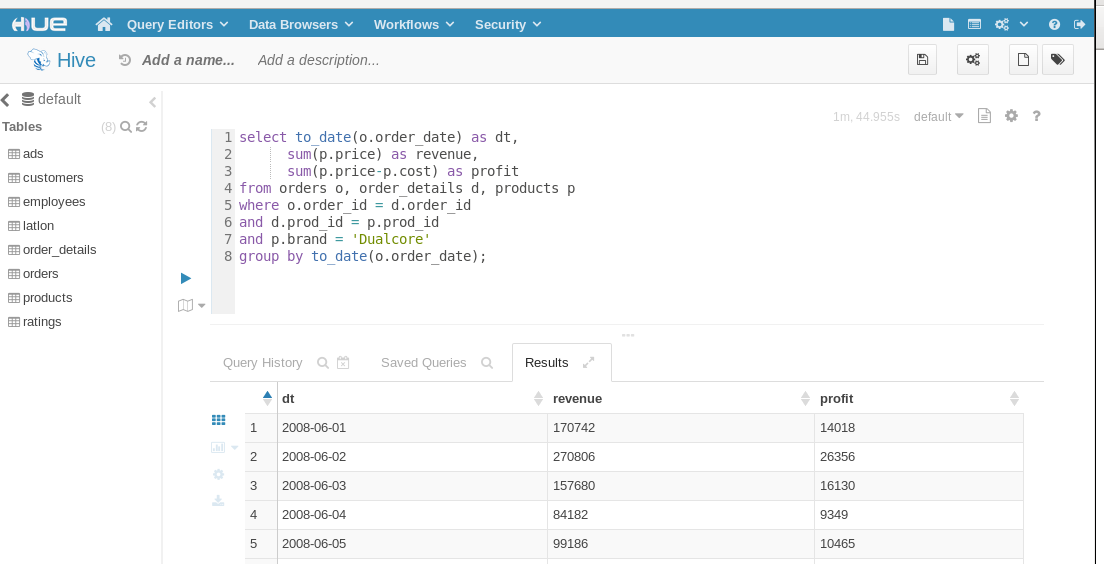 HUE Query Editors Data Browsers Workflows Security
Hive Add a name... Add a description...
default
Tables (8)
ads
customers
employees
latlon
order_details
orders
products
ratings
1m, 44.955s default ?
1 select to_date(o.order_date) as dt,
2 sum(p.price) as revenue,
3 sum(p.price-p.cost) as profit
4 from orders o, order_details d, products p
5 where o.order_id = d.order_id
6 and d.prod_id = p.prod_id
7 and p.brand = 'Dualcore'
8 group by to_date(o.order_date);
Query History Saved Queries Results
dt revenue profit
1 2008-06-01 170742 14018
2 2008-06-02 270806 26356
3 2008-06-03 157680 16130
4 2008-06-04 84182 9349
5 2008-06-05 99186 10465